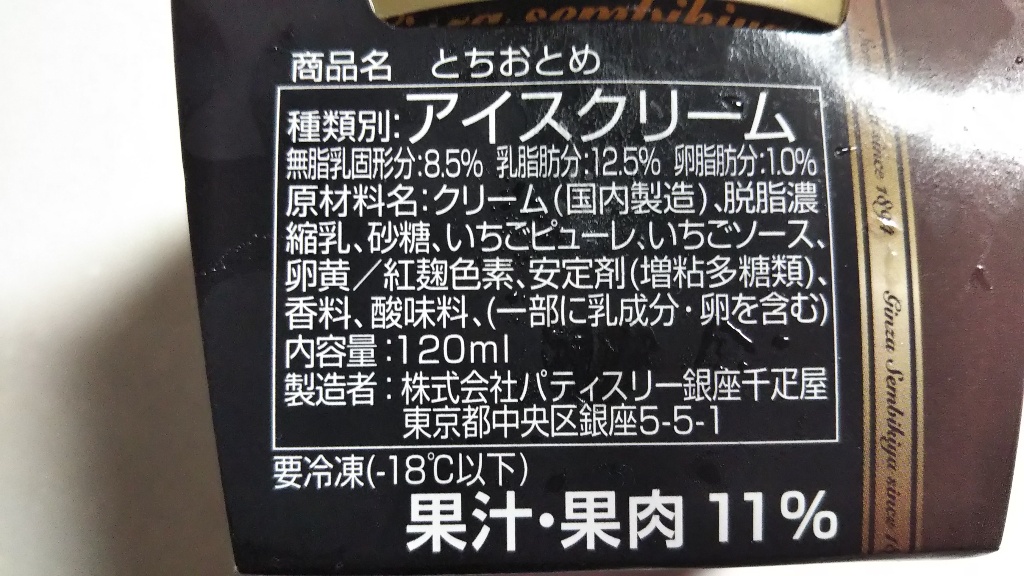 Ginza Sembikiya
商品名 とちおとめ
種類別:アイスクリーム
無脂乳固形分:8.5% 乳脂肪分:12.5% 卵脂肪分:1.0%
原材料名:クリーム(国内製造)、脱脂濃
縮乳、砂糖、いちごピューレ、いちごソース、
卵黄／紅麹色素、安定剤(増粘多糖類)、
香料、酸味料、(一部に乳成分・卵を含む)
内容量:120ml
製造者:株式会社パティスリー銀座千疋屋
東京都中央区銀座5-5-1
要冷凍(-18℃以下)
果汁・果肉 11%
since 1894
Ginza Sembikiya since